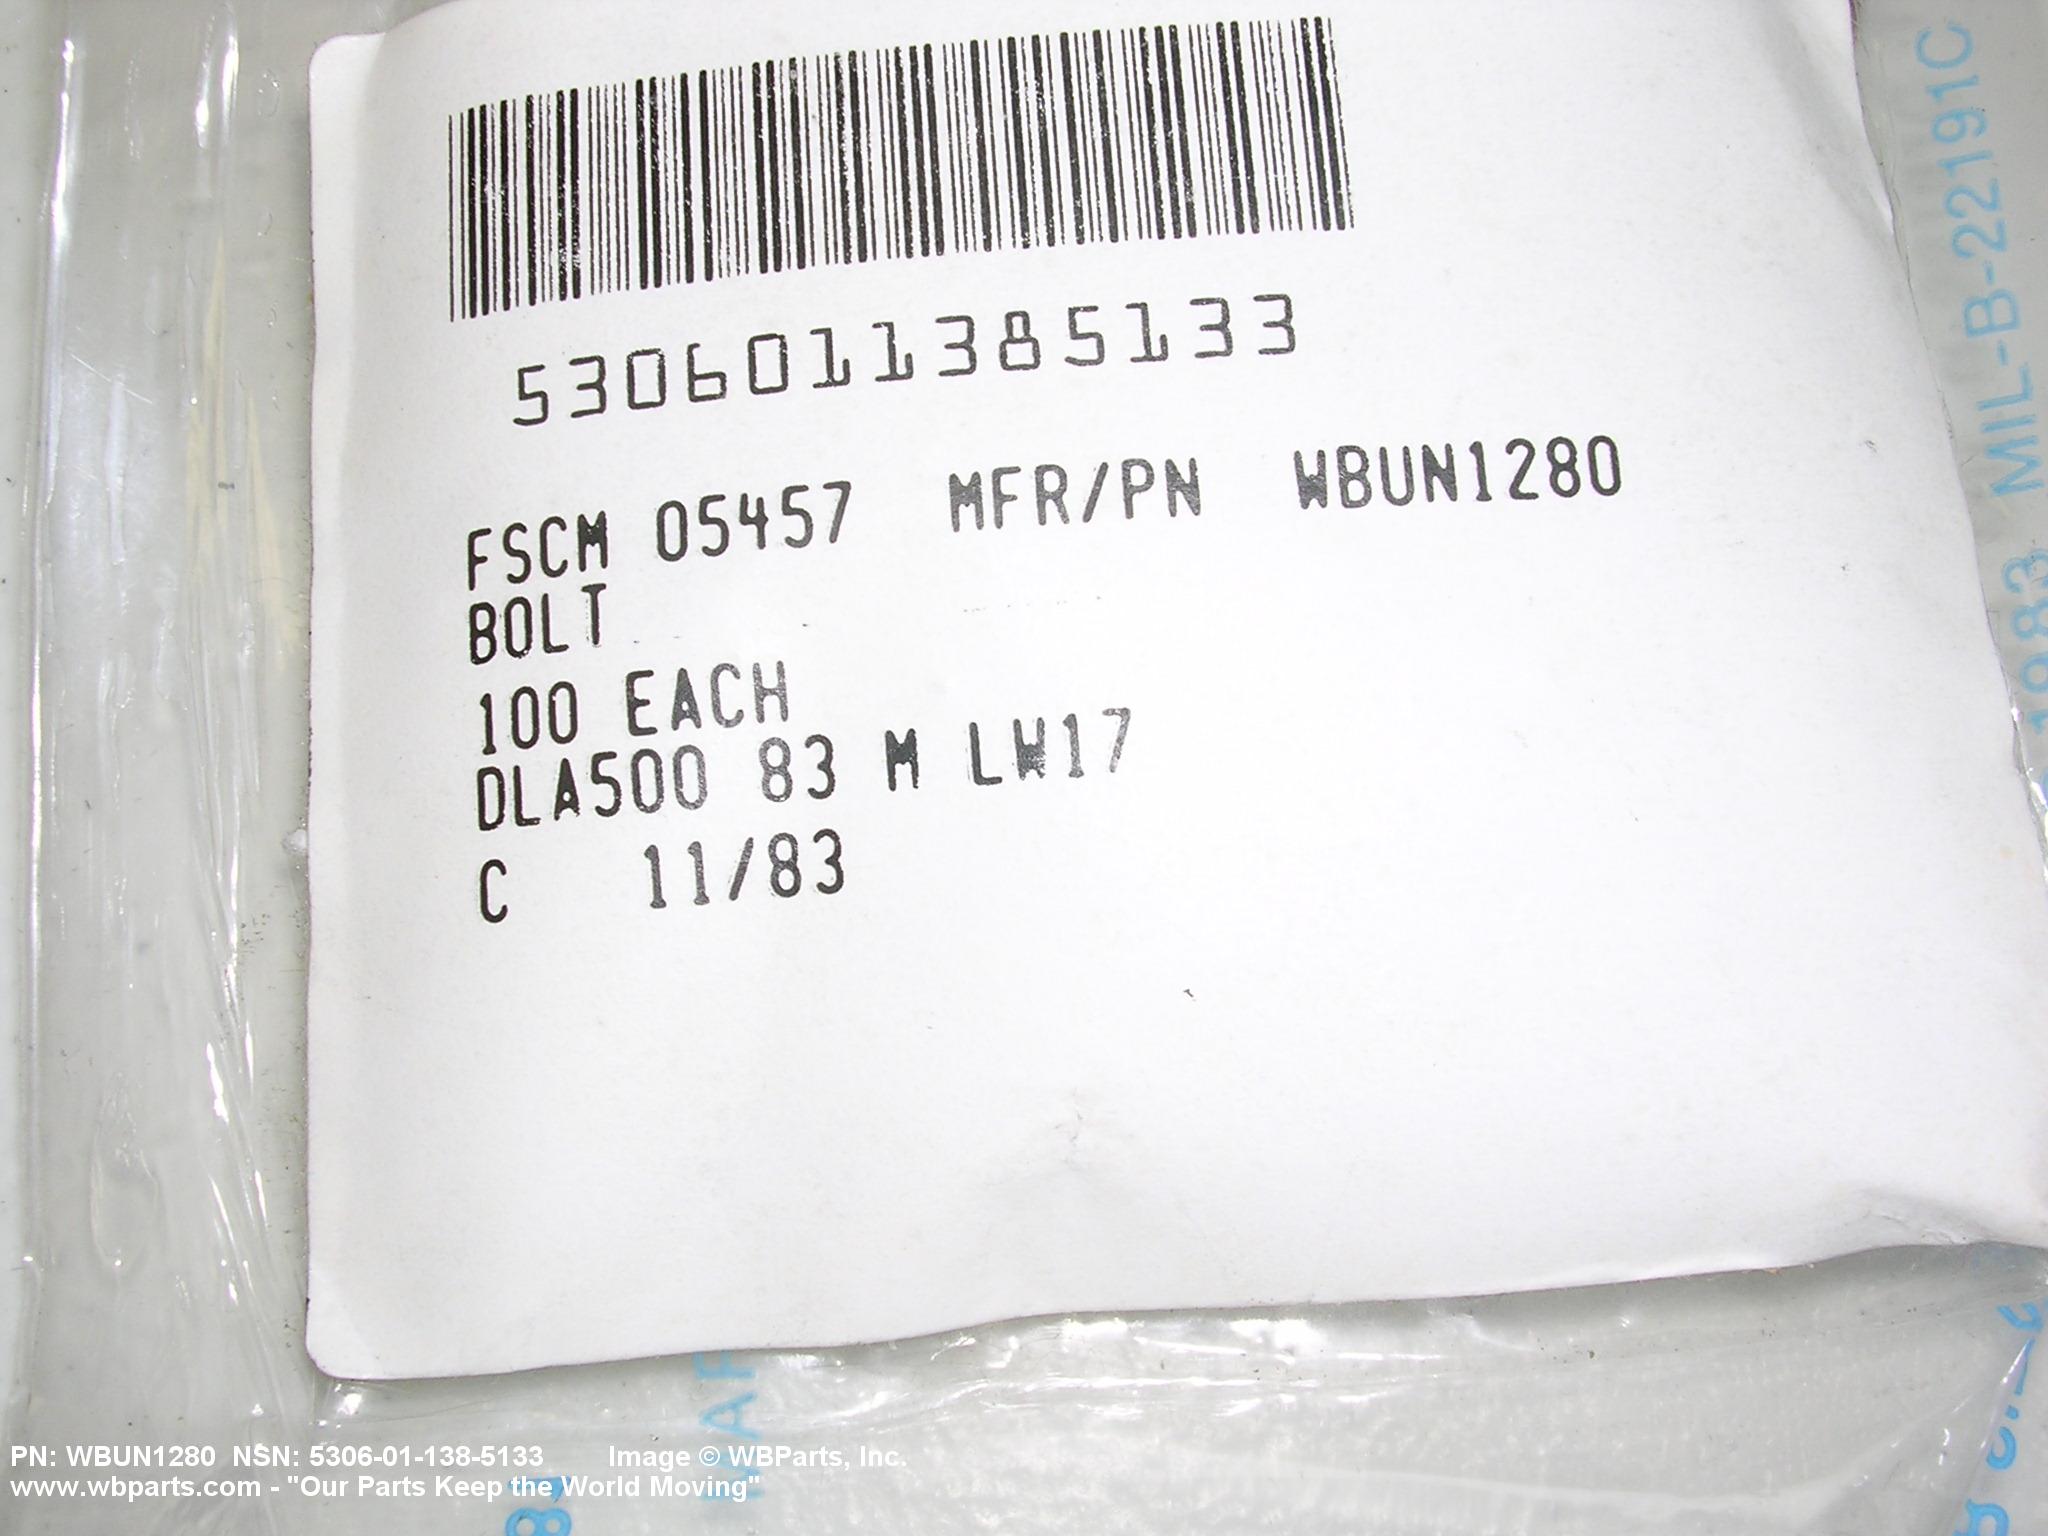 5306011385133
FSCM 05457 MFR/PN WBUN1280
BOLT
100 EACH
DLA500 83 M LW17
C 11/83
MIL-B-22191C
1983
PN: WBUN1280 NSN: 5306-01-138-5133 Image © WBParts, Inc.
www.wbparts.com - "Our Parts Keep the World Moving"